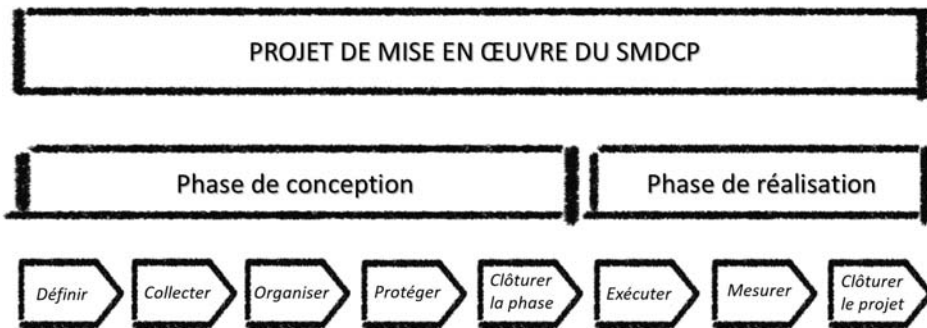 PROJET DE MISE EN ŒUVRE DU SMDCP
Phase de conception
Phase de réalisation
Définir
Collecter
Organiser
Protéger
Clôturer
la phase
Exécuter
Mesurer
Clôturer
le projet